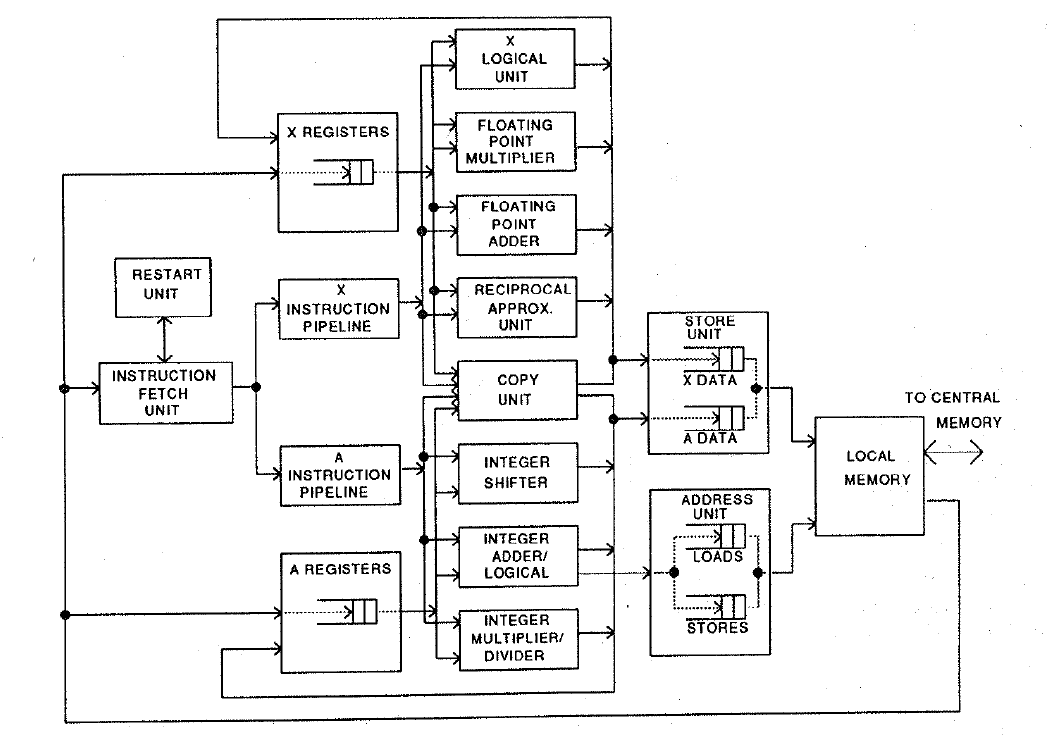 X
LOGICAL
UNIT
X REGISTERS
FLOATING
POINT
MULTIPLIER
FLOATING
POINT
ADDER
RESTART
UNIT
X
INSTRUCTION
PIPELINE
RECIPROCAL
APPROX.
UNIT
INSTRUCTION
FETCH
UNIT
COPY
UNIT
STORE
UNIT
X DATA
A DATA
TO CENTRAL
MEMORY
LOCAL
MEMORY
A
INSTRUCTION
PIPELINE
INTEGER
SHIFTER
ADDRESS
UNIT
LOADS
STORES
INTEGER
ADDER/
LOGICAL
A REGISTERS
INTEGER
MULTIPLIER/
DIVIDER